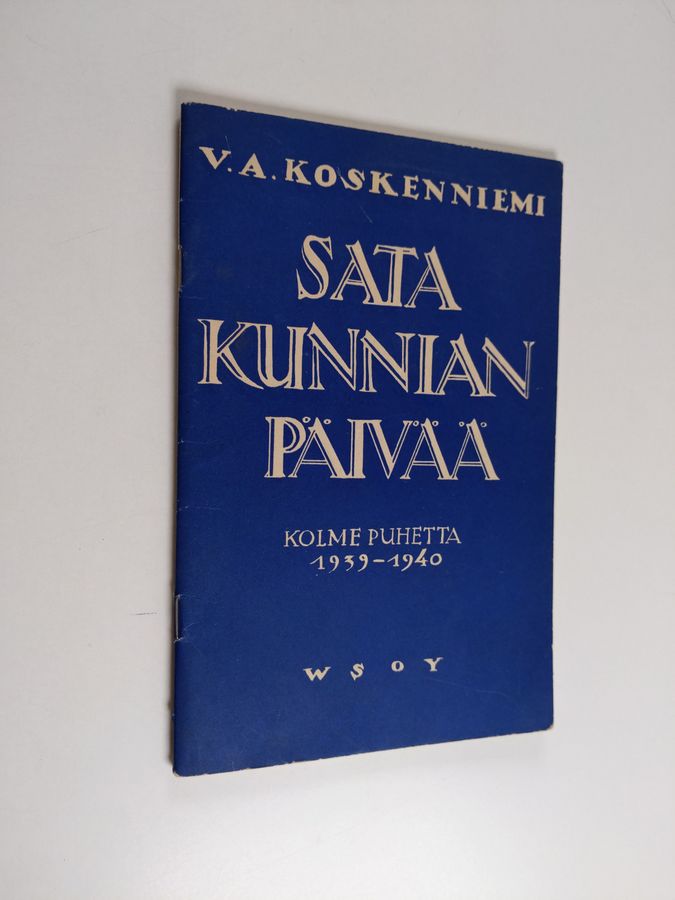 V.A. KOSKENNIEMI
SATA
KUNNIAN
PÄIVÄÄ
KOLME PUHETTA
1939–1940
WSOY